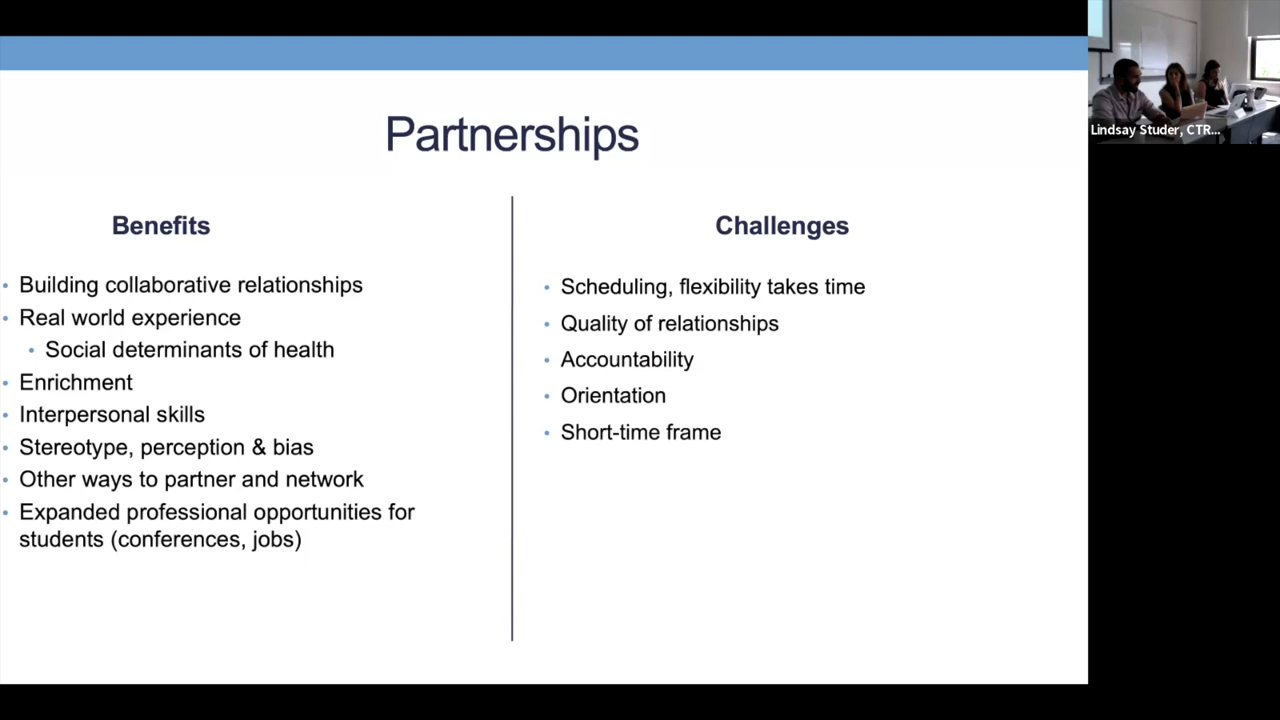 Partnerships
Benefits
• Building collaborative relationships
• Real world experience
• Social determinants of health
• Enrichment
• Interpersonal skills
• Stereotype, perception & bias
• Other ways to partner and network
• Expanded professional opportunities for
students (conferences, jobs)
Challenges
• Scheduling, flexibility takes time
• Quality of relationships
• Accountability
• Orientation
• Short-time frame
Lindsay Studer, CTR...